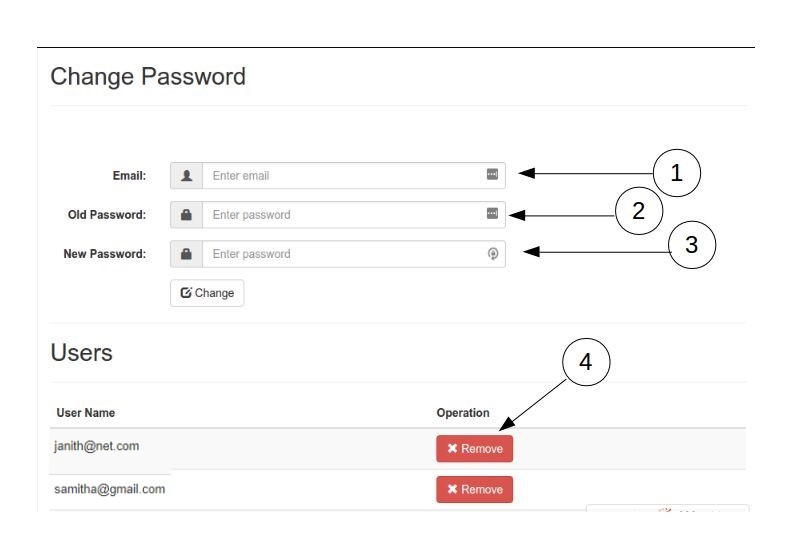 Change Password
Email: Enter email 1
Old Password: Enter password 2
New Password: Enter password 3
Change
Users
4
User Name Operation
janith@net.com Remove
samitha@gmail.com Remove